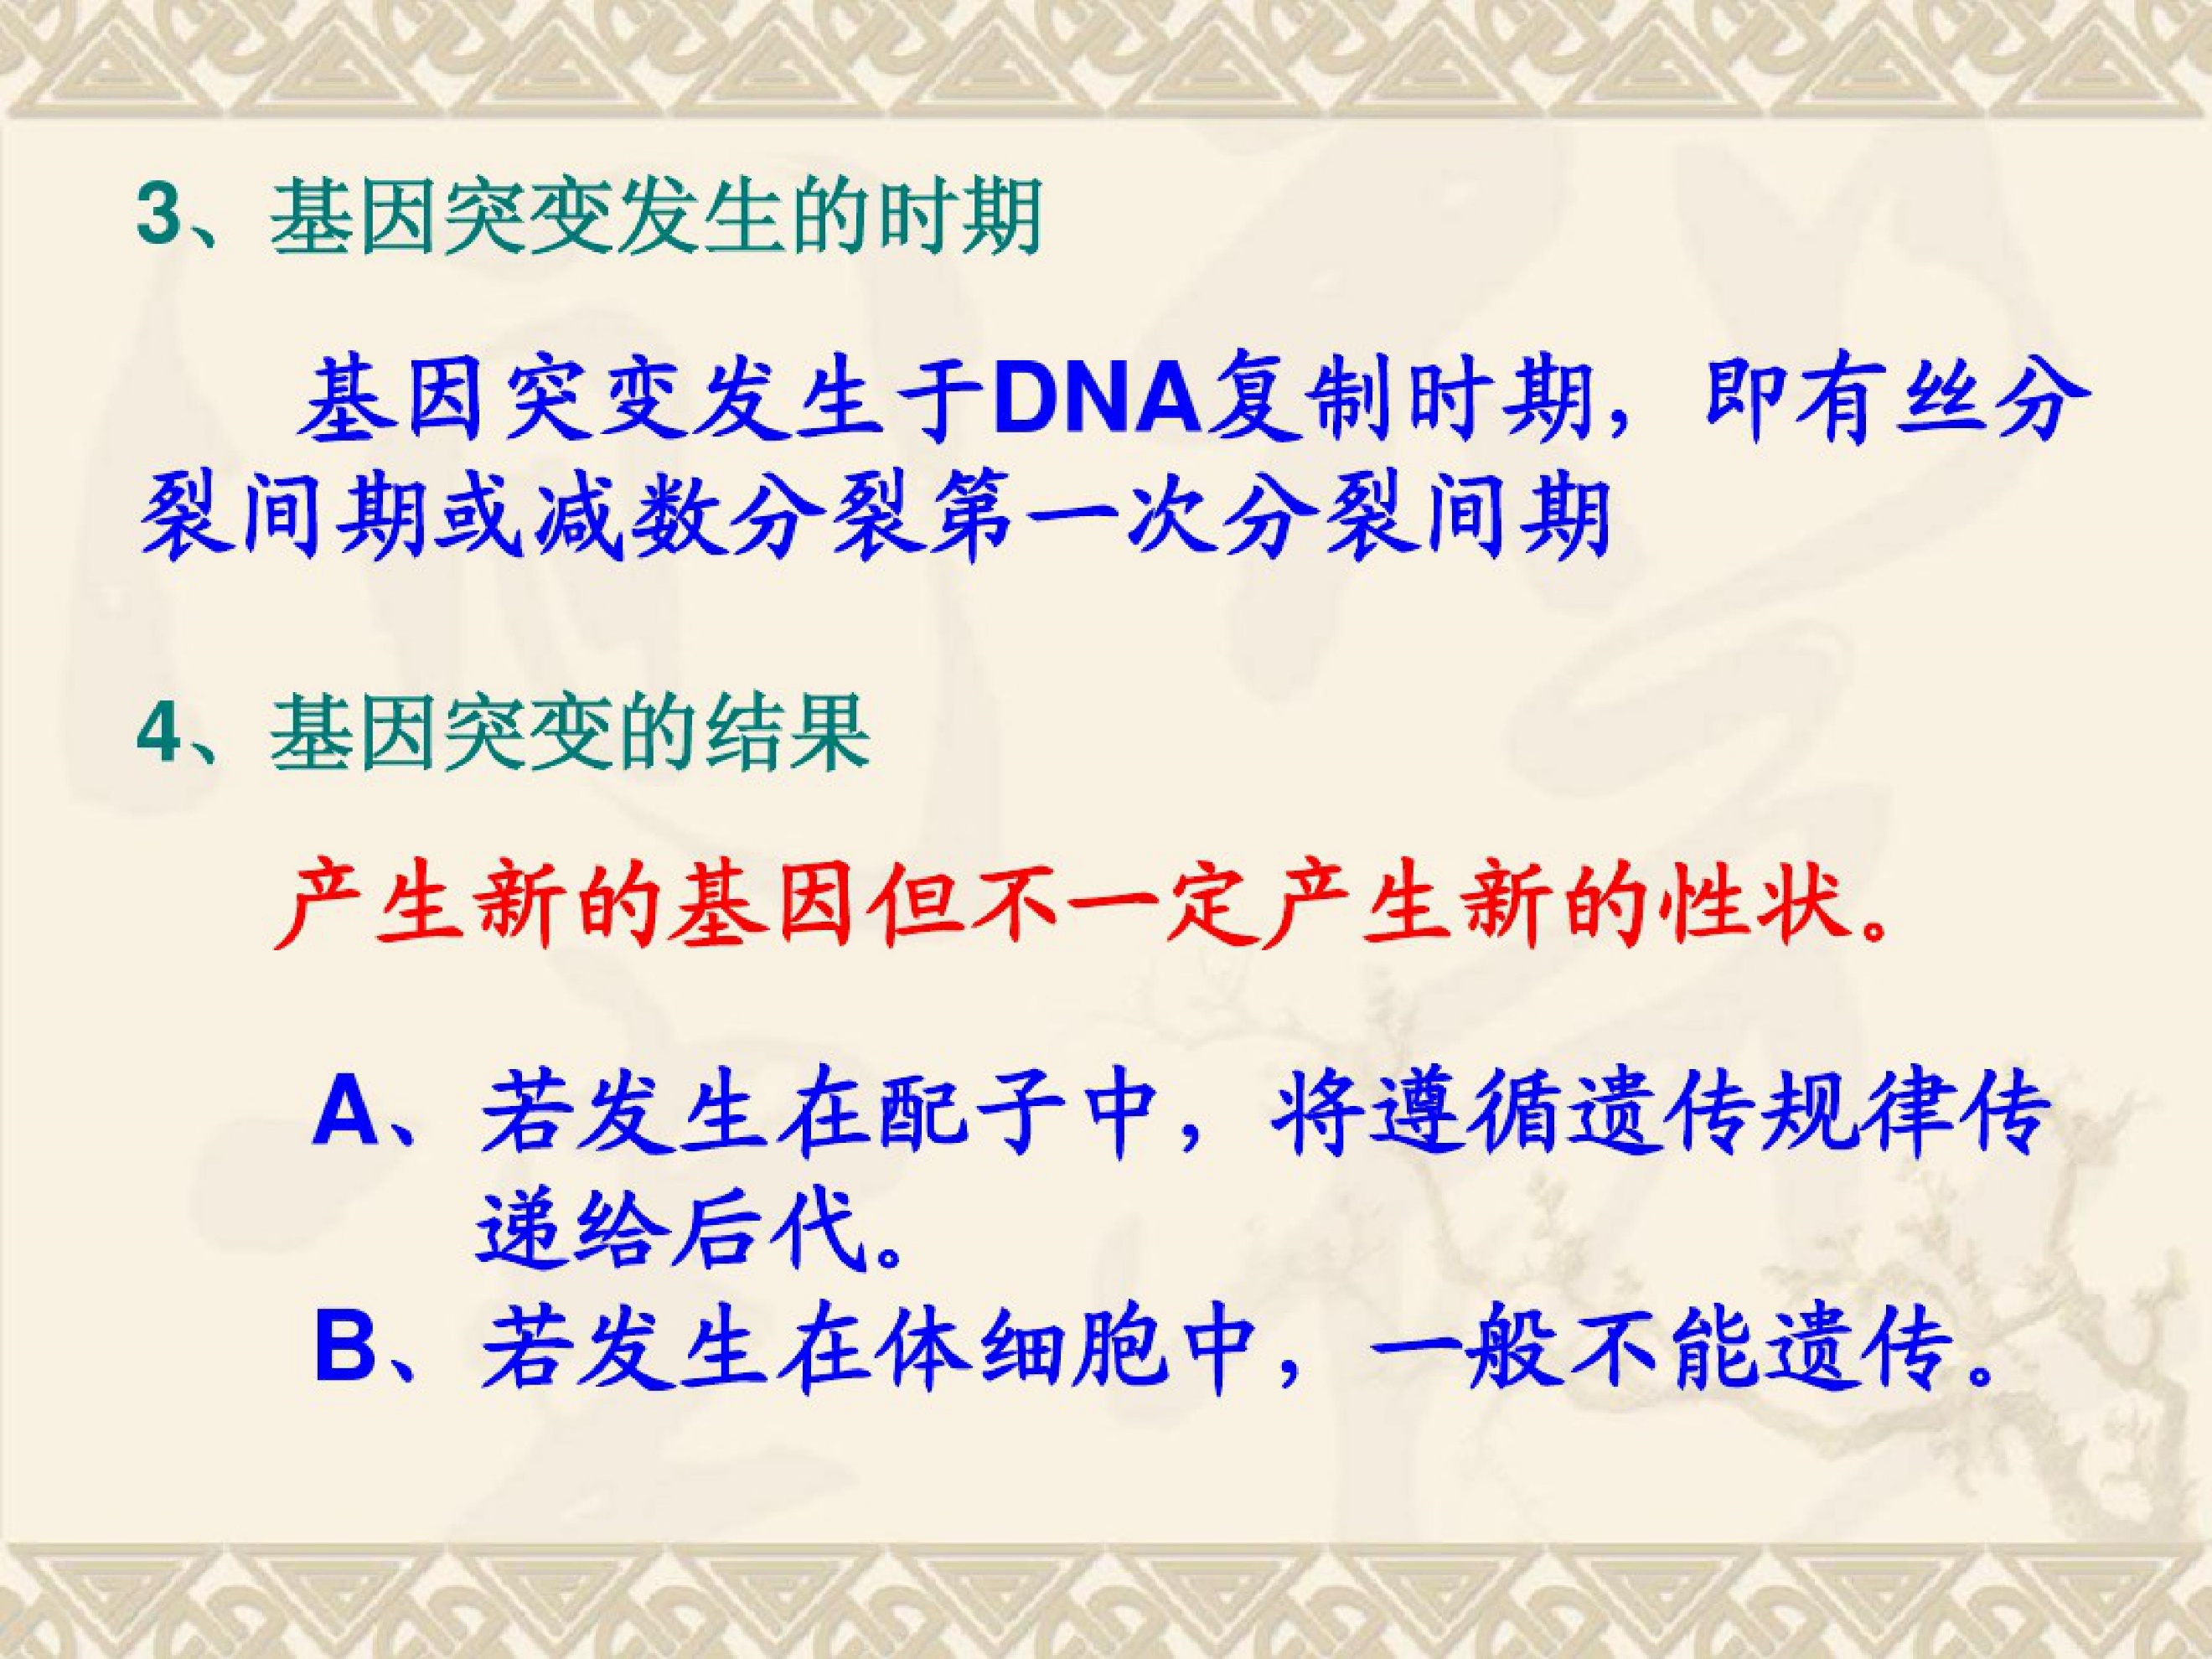 3、基因突变发生的时期
基因突变发生于DNA复制时期，即有丝分
裂间期或减数分裂第一次分裂间期
4、基因突变的结果
产生新的基因但不一定产生新的性状。
A、若发生在配子中，将遵循遗传规律传
递给后代。
B、若发生在体细胞中，一般不能遗传。